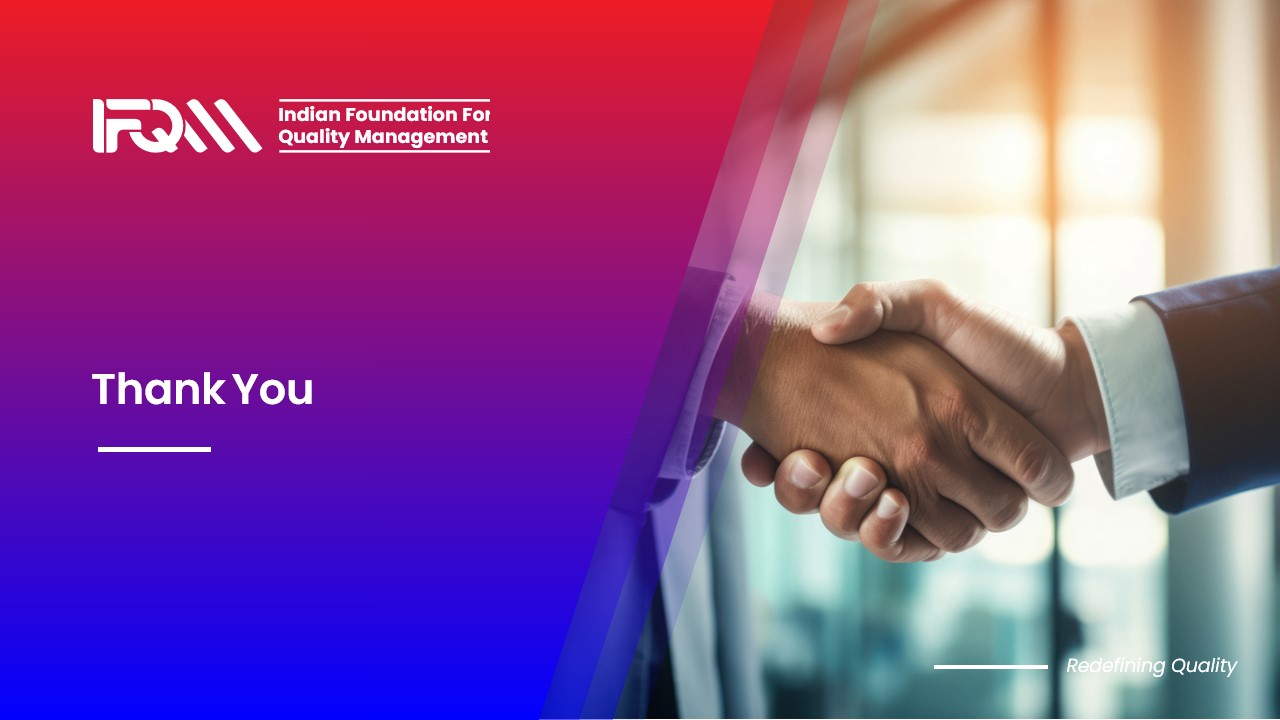 IFQM
Indian Foundation For
Quality Management
Thank You
Redefining Quality